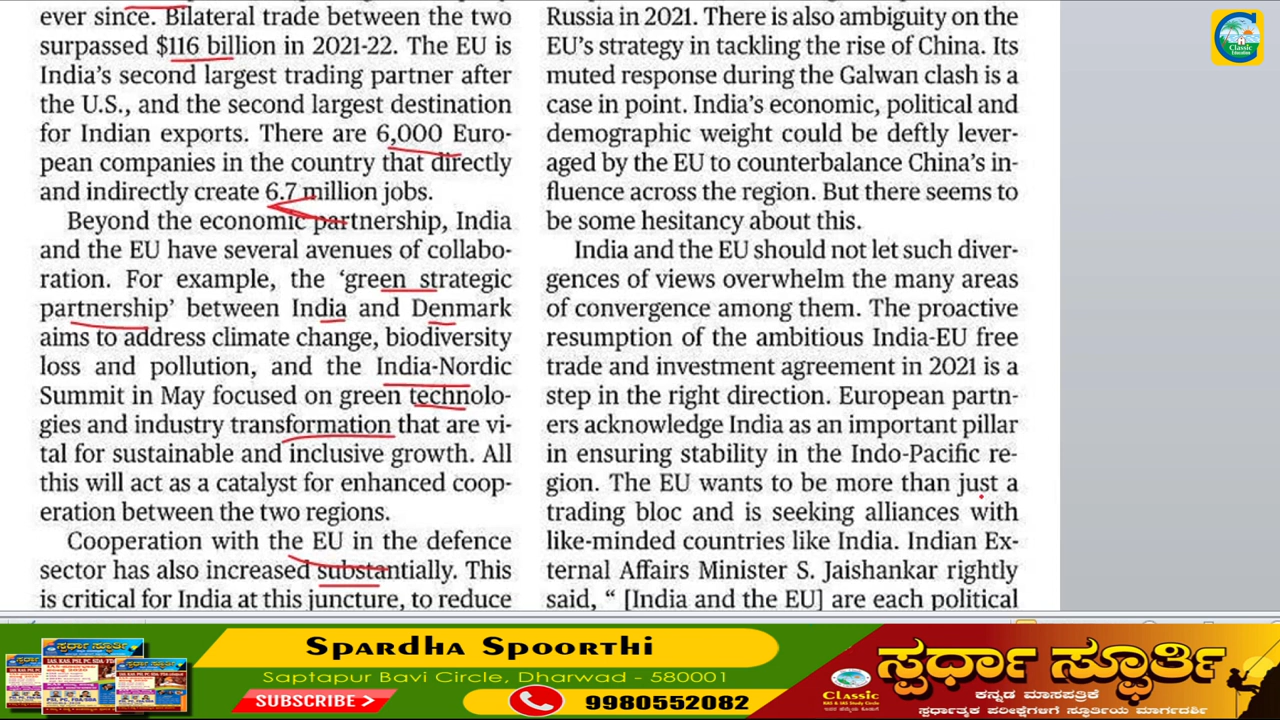 ever since. Bilateral trade between the two
surpassed $116 billion in 2021-22. The EU is
India's second largest trading partner after
the U.S., and the second largest destination
for Indian exports. There are 6,000 Euro-
pean companies in the country that directly
and indirectly create 6.7 million jobs.
Beyond the economic partnership, India
and the EU have several avenues of collabo-
ration. For example, the ‘green strategic
partnership’ between India and Denmark
aims to address climate change, biodiversity
loss and pollution, and the India-Nordic
Summit in May focused on green technolo-
gies and industry transformation that are vi-
tal for sustainable and inclusive growth. All
this will act as a catalyst for enhanced coop-
eration between the two regions.
Cooperation with the EU in the defence
sector has also increased substantially. This
is critical for India at this juncture, to reduce
Russia in 2021. There is also ambiguity on the
EU's strategy in tackling the rise of China. Its
muted response during the Galwan clash is a
case in point. India's economic, political and
demographic weight could be deftly lever-
aged by the EU to counterbalance China's in-
fluence across the region. But there seems to
be some hesitancy about this.
India and the EU should not let such diver-
gences of views overwhelm the many areas
of convergence among them. The proactive
resumption of the ambitious India-EU free
trade and investment agreement in 2021 is a
step in the right direction. European partn-
ers acknowledge India as an important pillar
in ensuring stability in the Indo-Pacific re-
gion. The EU wants to be more than just a
trading bloc and is seeking alliances with
like-minded countries like India. Indian Ex-
ternal Affairs Minister S. Jaishankar rightly
said, “ [India and the EU] are each political
Classic
Education
Spardha Spoorthi
Saptapur Bavi Circle, Dharwad - 580001
SUBSCRIBE >
9980552082
ಸ್ಪರ್ಧಾ ಸ್ಫೂರ್ತಿ
ಕನ್ನಡ ಮಾಸಪತ್ರಿಕೆ
ಸ್ಪರ್ಧಾತ್ಮಕ ಪರೀಕ್ಷೆಗಳಿಗೆ ಸ್ಫೂರ್ತಿಯ ಮಾರ್ಗದರ್ಶಿ
Classic
KAS & IAS Study Circle
ಸ್ಪರ್ಧಾ ಸ್ಫೂರ್ತಿ